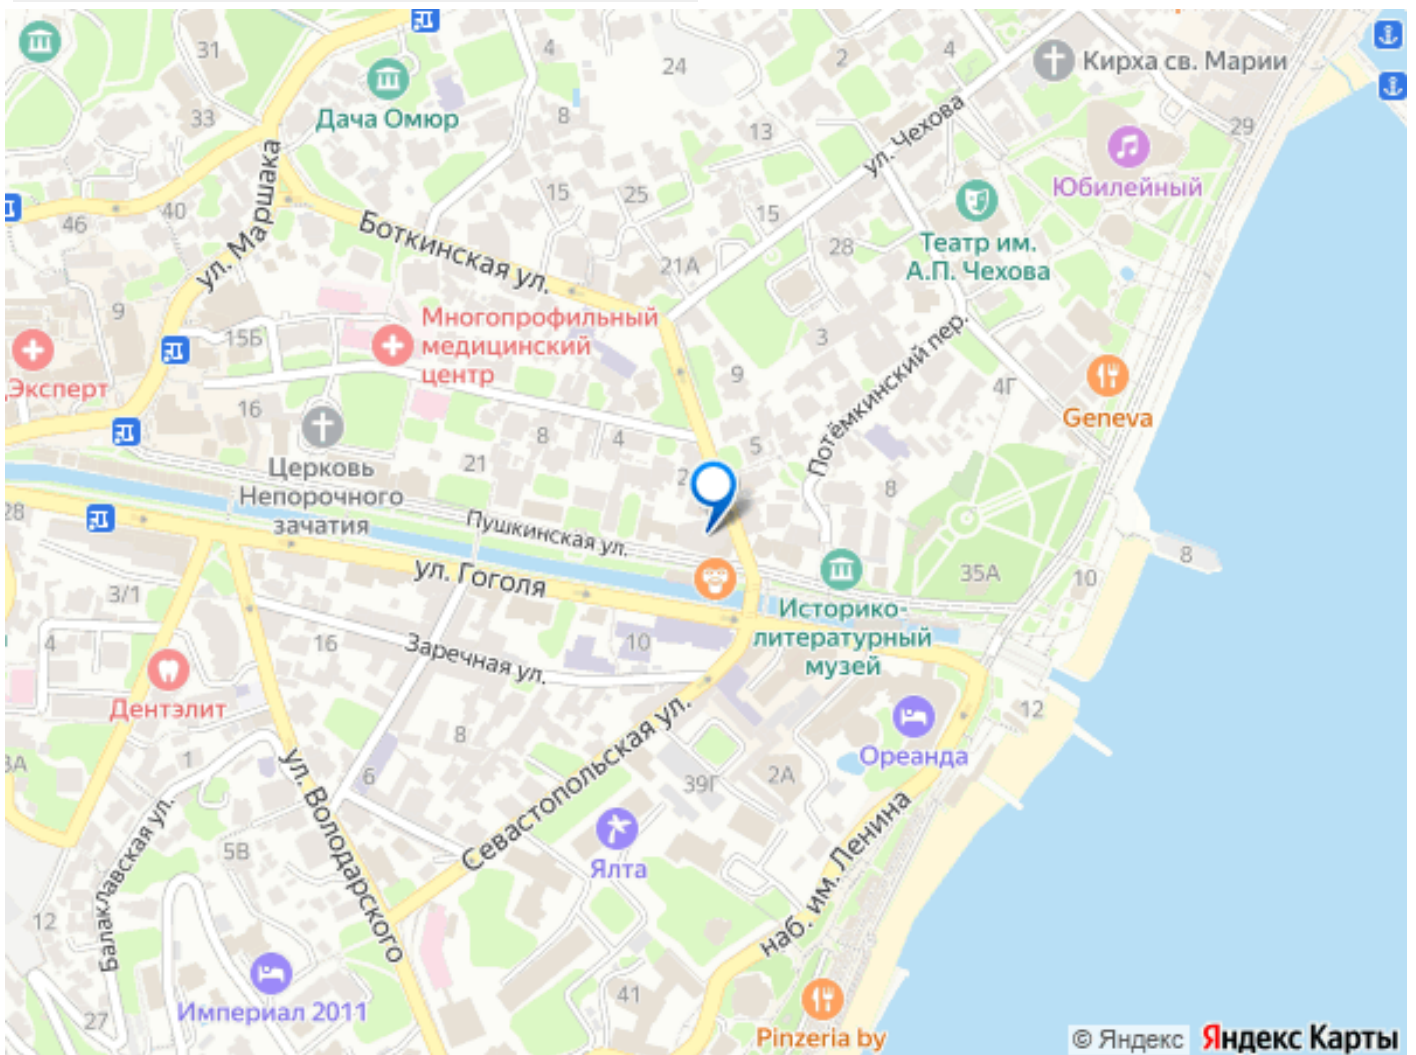 31
4
24
2
4
Кирха св. Марии
33
Дача Омюр
8
13
ул. Чехова
29
Юбилейный
ул. Маршака
46
40
15
25
15
28
Театр им.
А.П. Чехова
Боткинская ул.
21А
9
15Б
Многопрофильный
медицинский
центр
3
Потёмкинский пер.
Эксперт
16
9
4Г
Geneva
8
4
5
Церковь
Непорочного
зачатия
21
2
8
28
Пушкинская ул.
ул. Гоголя
35А
10
8
3/1
4
16
Заречная ул.
10
Историко-
литературный
музей
Дентэлит
8
Севастопольская ул.
Ореанда
12
1
3А
ул. Володарского
6
39Г
2А
Балаклавская ул.
5В
Ялта
наб. им. Ленина
12
Империал 2011
27
41
Pinzeria by
© Яндекс Яндекс Карты